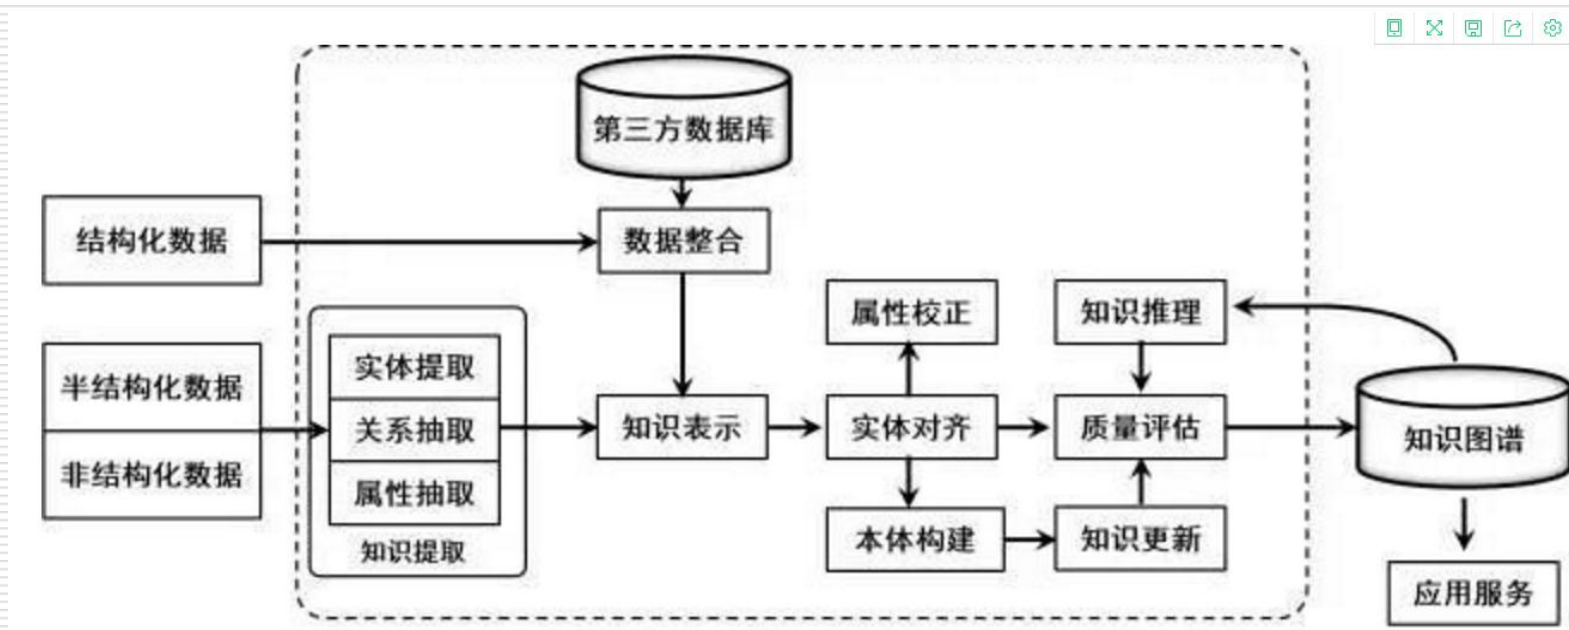 第三方数据库
结构化数据
数据整合
属性校正
知识推理
半结构化数据
非结构化数据
实体提取
关系抽取
属性抽取
知识提取
知识表示
实体对齐
质量评估
知识图谱
本体构建
知识更新
应用服务